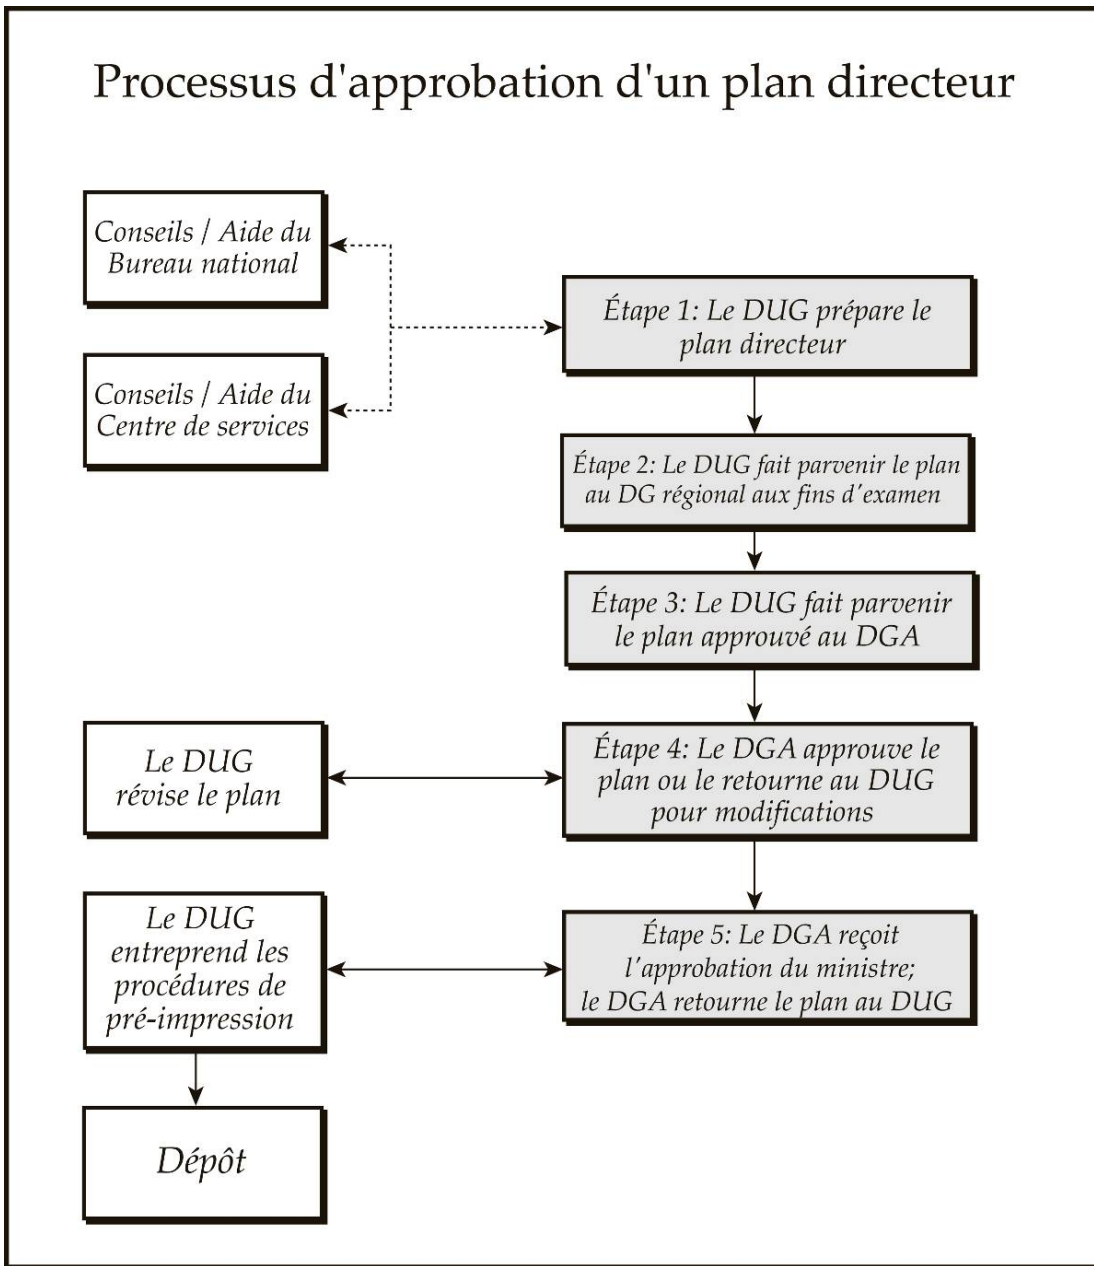 Processus d'approbation d'un plan directeur
Conseils / Aide du
Bureau national
Conseils / Aide du
Centre de services
Étape 1: Le DUG prépare le
plan directeur
Étape 2: Le DUG fait parvenir le plan
au DG régional aux fins d'examen
Étape 3: Le DUG fait parvenir
le plan approuvé au DGA
Étape 4: Le DGA approuve le
plan ou le retourne au DUG
pour modifications
Le DUG
révise le plan
Étape 5: Le DGA reçoit
l'approbation du ministre;
le DGA retourne le plan au DUG
Le DUG
entreprend les
procédures de
pré-impression
Dépôt